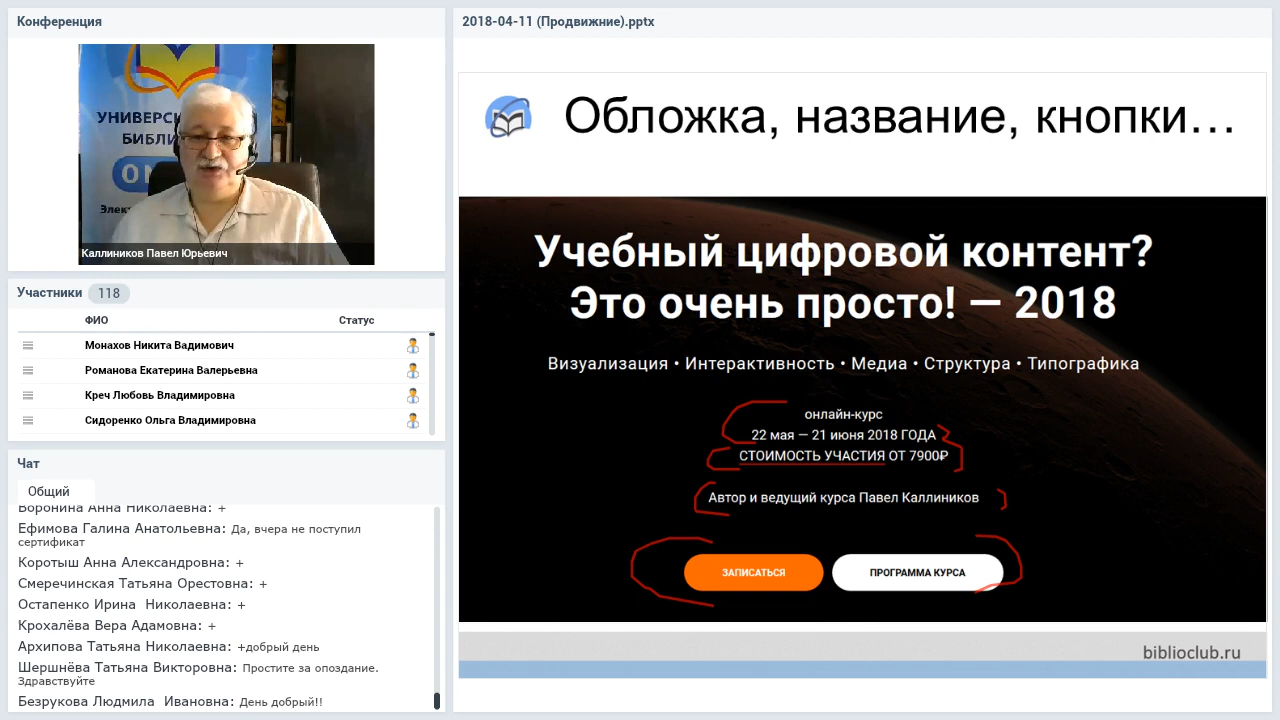 Конференция
УНИВЕРС
БИБЛИ
Каллиников Павел Юрьевич
Участники 118
ФИО Статус
Монахов Никита Вадимович
Романова Екатерина Валерьевна
Креч Любовь Владимировна
Сидоренко Ольга Владимировна
Чат
Общий
Воронина Анна Николаевна: +
Ефимова Галина Анатольевна: Да, вчера не поступил
сертификат
Коротыш Анна Александровна: +
Смачевская Татьяна Орестовна: +
Остапенко Ирина Николаевна: +
Крохалёва Вера Адамовна: +
Архипова Татьяна Николаевна: +добрый день
Шершнёва Татьяна Викторовна: Простите за опоздание.
Здравствуйте
Безрукова Людмила Ивановна: День добрый!!
2018-04-11 (Продвижние).pptx
Обложка, название, кнопки...
Учебный цифровой контент?
Это очень просто! — 2018
Визуализация • Интерактивность • Медиа • Структура • Типографика
онлайн-курс
22 мая — 21 июня 2018 ГОДА
СТОИМОСТЬ УЧАСТИЯ ОТ 7900₽
Автор и ведущий курса Павел Каллиников
ЗАПИСАТЬСЯ
ПРОГРАММА КУРСА
biblioclub.ru